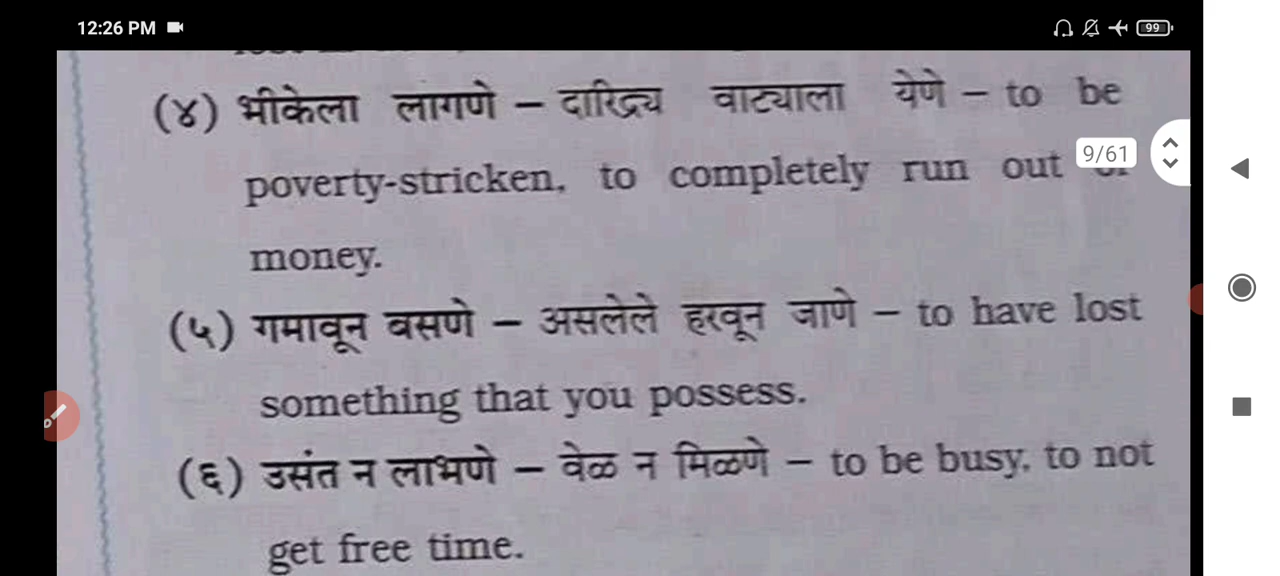 12:26 PM
99
(४) भीकेला लागणे – दारिद्र्य वाट्याला येणे – to be
9/61
poverty-stricken, to completely run out of
money.
(५) गमावून बसणे – असलेले हरवून जाणे – to have lost
something that you possess.
(६) उसंत न लाभणे – वेळ न मिळणे – to be busy, to not
get free time.